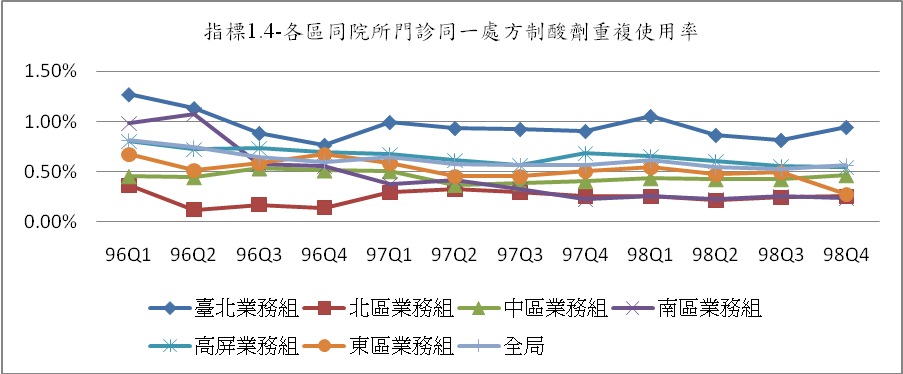 指標1.4-各區同院所門診同一處方制酸劑重複使用率
1.50%
1.00%
0.50%
0.00%
96Q1 96Q2 96Q3 96Q4 97Q1 97Q2 97Q3 97Q4 98Q1 98Q2 98Q3 98Q4
臺北業務組 北區業務組 中區業務組 南區業務組
高屏業務組 東區業務組 全局